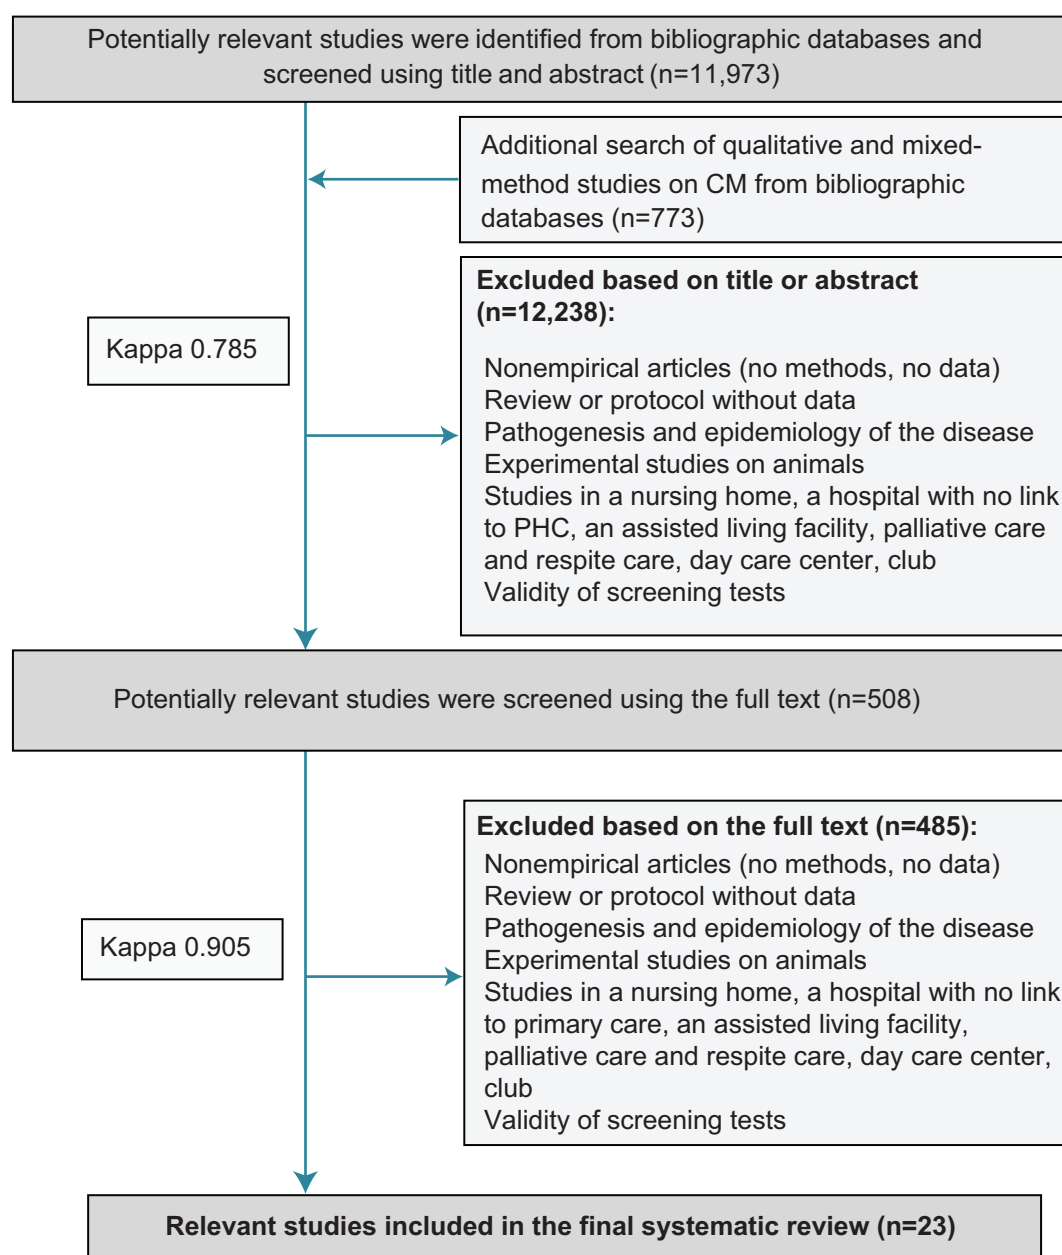 Potentially relevant studies were identified from bibliographic databases and
screened using title and abstract (n=11,973)
Additional search of qualitative and mixed-
method studies on CM from bibliographic
databases (n=773)
Excluded based on title or abstract
(n=12,238):
Kappa 0.785
Nonempirical articles (no methods, no data)
Review or protocol without data
Pathogenesis and epidemiology of the disease
Experimental studies on animals
Studies in a nursing home, a hospital with no link
to PHC, an assisted living facility, palliative care
and respite care, day care center, club
Validity of screening tests
Potentially relevant studies were screened using the full text (n=508)
Excluded based on the full text (n=485):
Nonempirical articles (no methods, no data)
Review or protocol without data
Pathogenesis and epidemiology of the disease
Kappa 0.905
Experimental studies on animals
Studies in a nursing home, a hospital with no link
to primary care, an assisted living facility,
palliative care and respite care, day care center,
club
Validity of screening tests
Relevant studies included in the final systematic review (n=23)